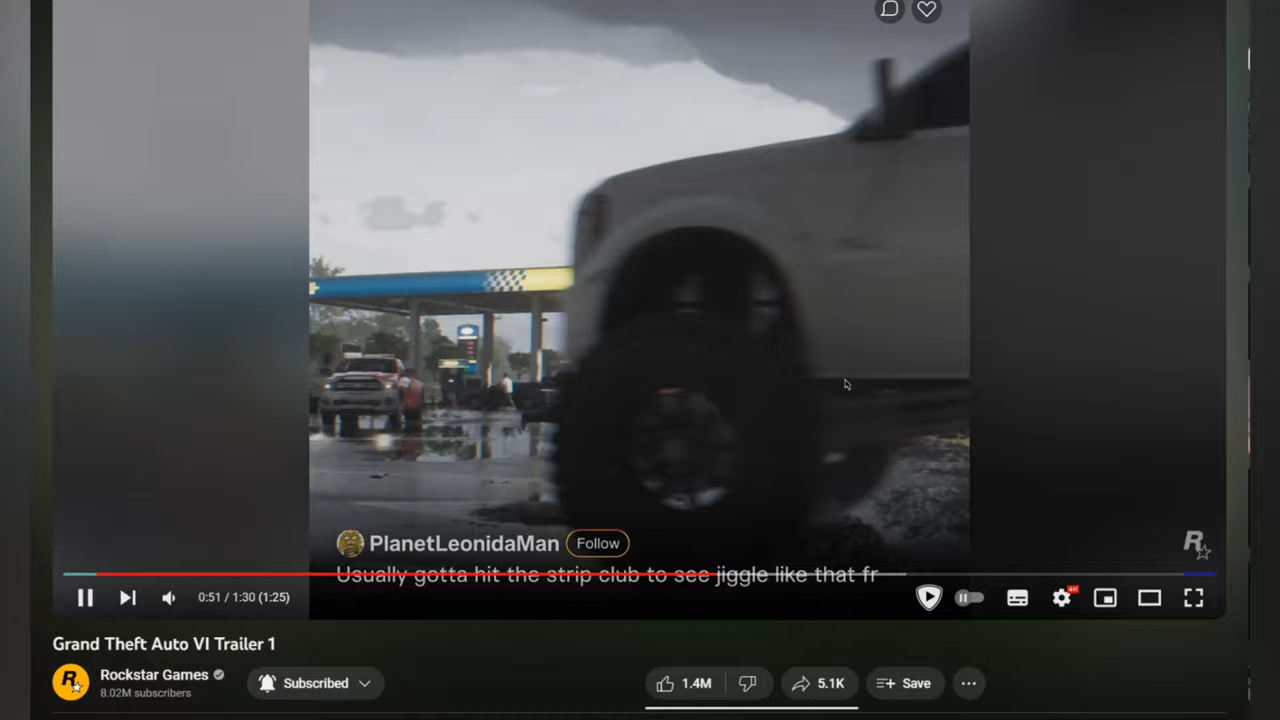 PlanetLeonidaMan
Follow
Usually gotta hit the strip club to see jiggle like that fr
R
0:51 / 1:30 (1:25)
4K
Grand Theft Auto VI Trailer 1
R
Rockstar Games
8.02M subscribers
Subscribed
1.4M
5.1K
Save